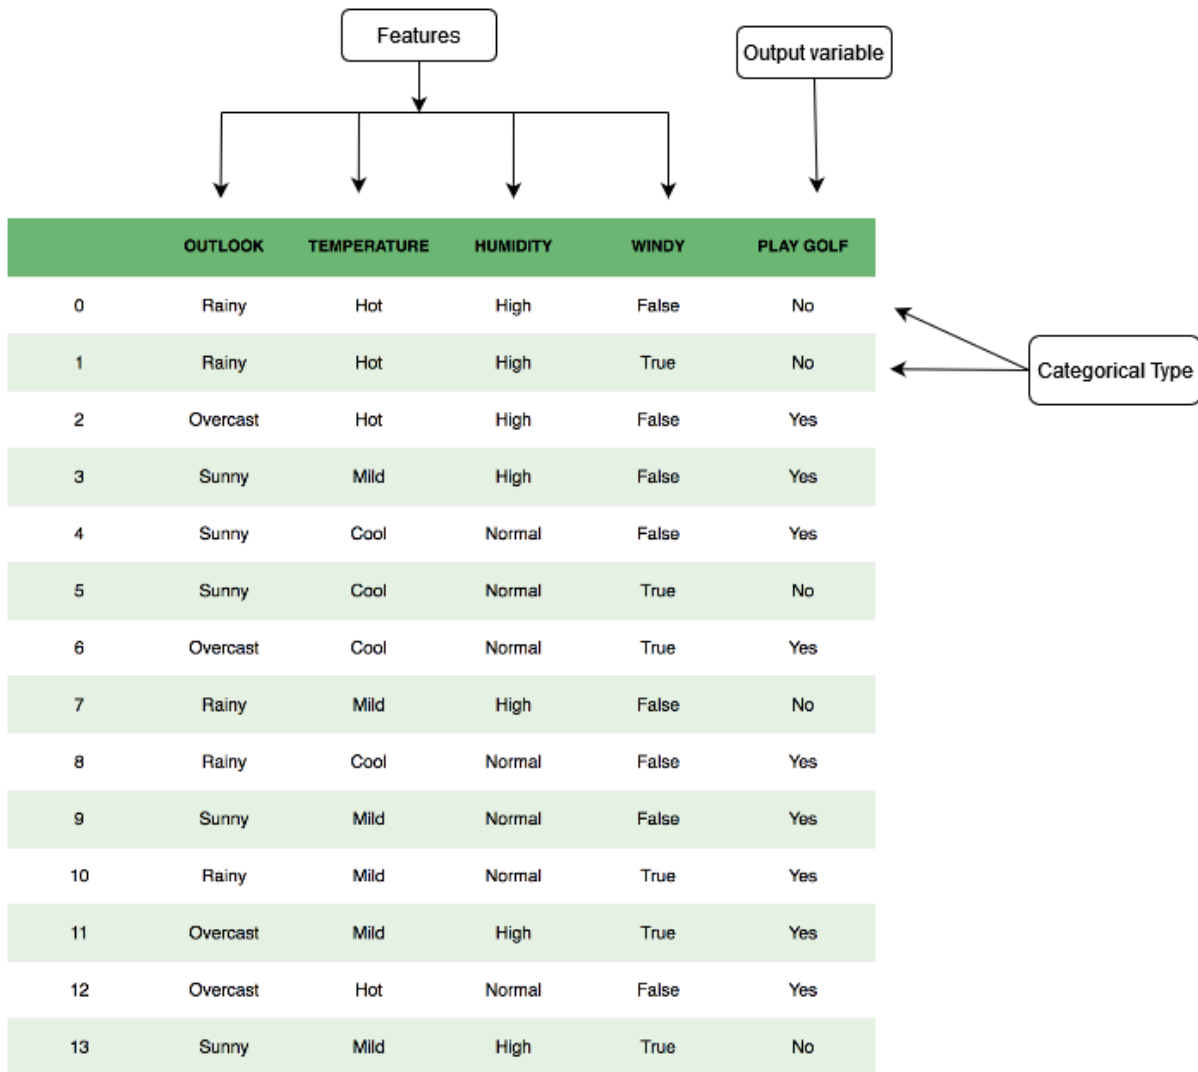 Features
Output variable
OUTLOOK TEMPERATURE HUMIDITY WINDY PLAY GOLF
0 Rainy Hot High False No
1 Rainy Hot High True No
Categorical Type
2 Overcast Hot High False Yes
3 Sunny Mild High False Yes
4 Sunny Cool Normal False Yes
5 Sunny Cool Normal True No
6 Overcast Cool Normal True Yes
7 Rainy Mild High False No
8 Rainy Cool Normal False Yes
9 Sunny Mild Normal False Yes
10 Rainy Mild Normal True Yes
11 Overcast Mild High True Yes
12 Overcast Hot Normal False Yes
13 Sunny Mild High True No